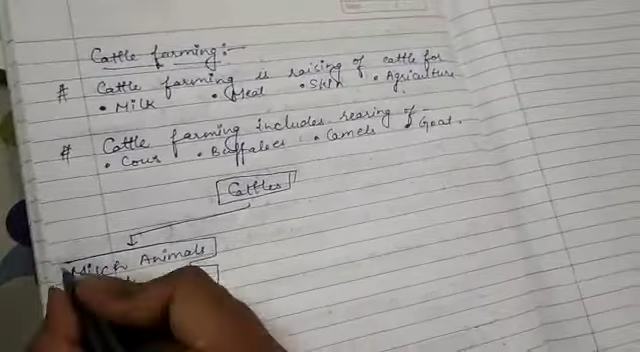 Cattle farming:-
# Cattle farming is raising of cattle for
• Milk • Meat • Skin • Agriculture
# Cattle farming includes rearing of -
• Cows • Buffaloes • Camels • Goat.
Cattles
Milch Animals